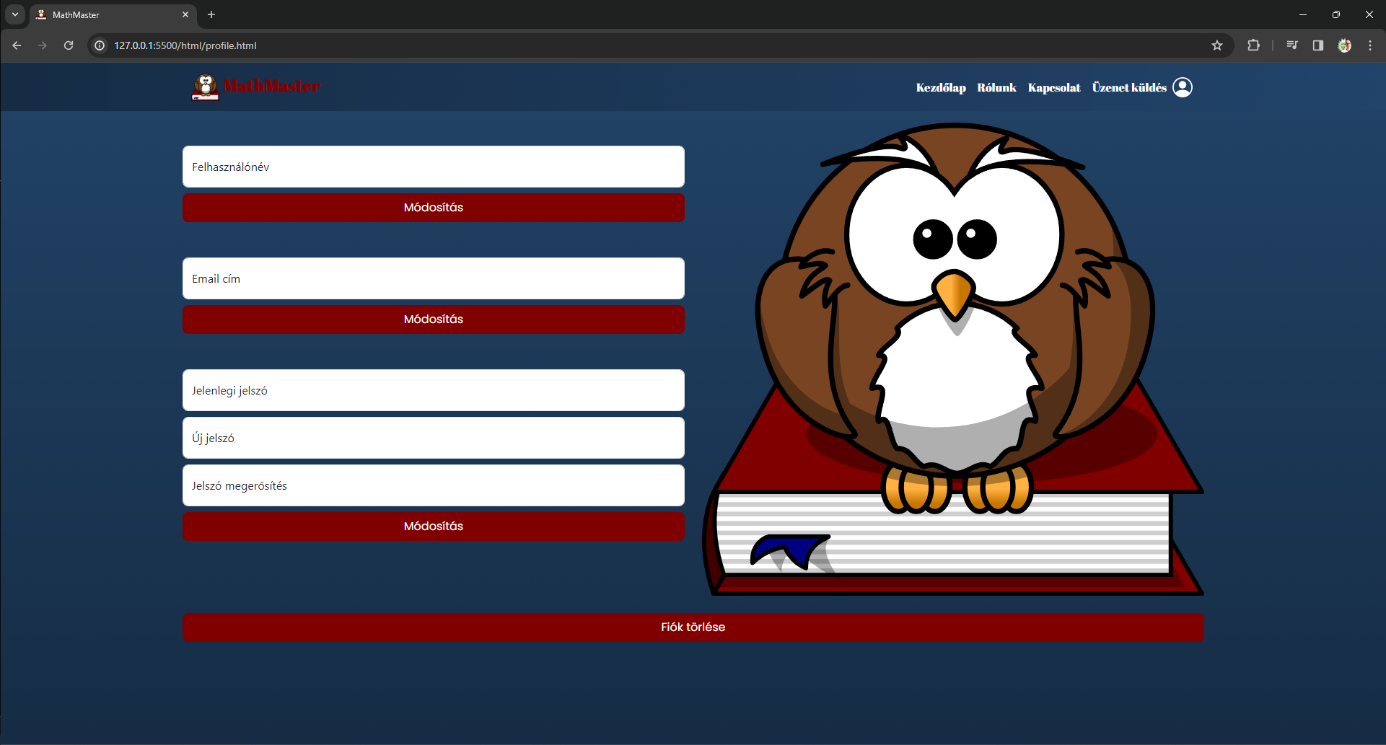 MathMaster
127.0.0.1:5500/html/profile.html
MathMaster
Kezdőlap Rólunk Kapcsolat Üzenet küldés
Felhasználónév
Módosítás
Email cím
Módosítás
Jelenlegi jelszó
Új jelszó
Jelszó megerősítés
Módosítás
Fiók törlése